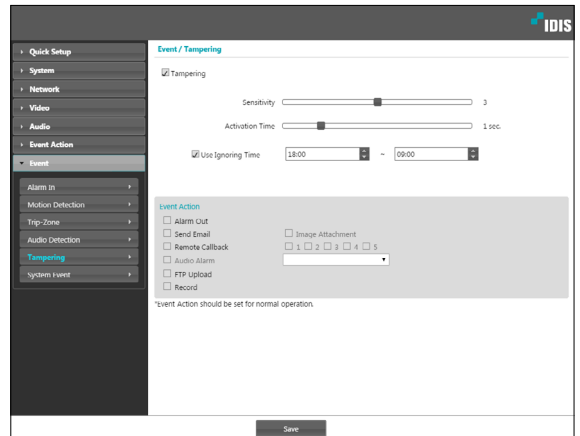 IDIS
Quick Setup
System
Network
Video
Audio
Event Action
Event
Alarm In
Motion Detection
Trip-Zone
Audio Detection
Tampering
System Event
Event / Tampering
Tampering
Sensitivity 3
Activation Time 1 sec.
Use Ignoring Time 18:00 ~ 09:00
Event Action
Alarm Out
Send Email Image Attachment
Remote Callback 1 2 3 4 5
Audio Alarm
FTP Upload
Record
*Event Action should be set for normal operation.
Save